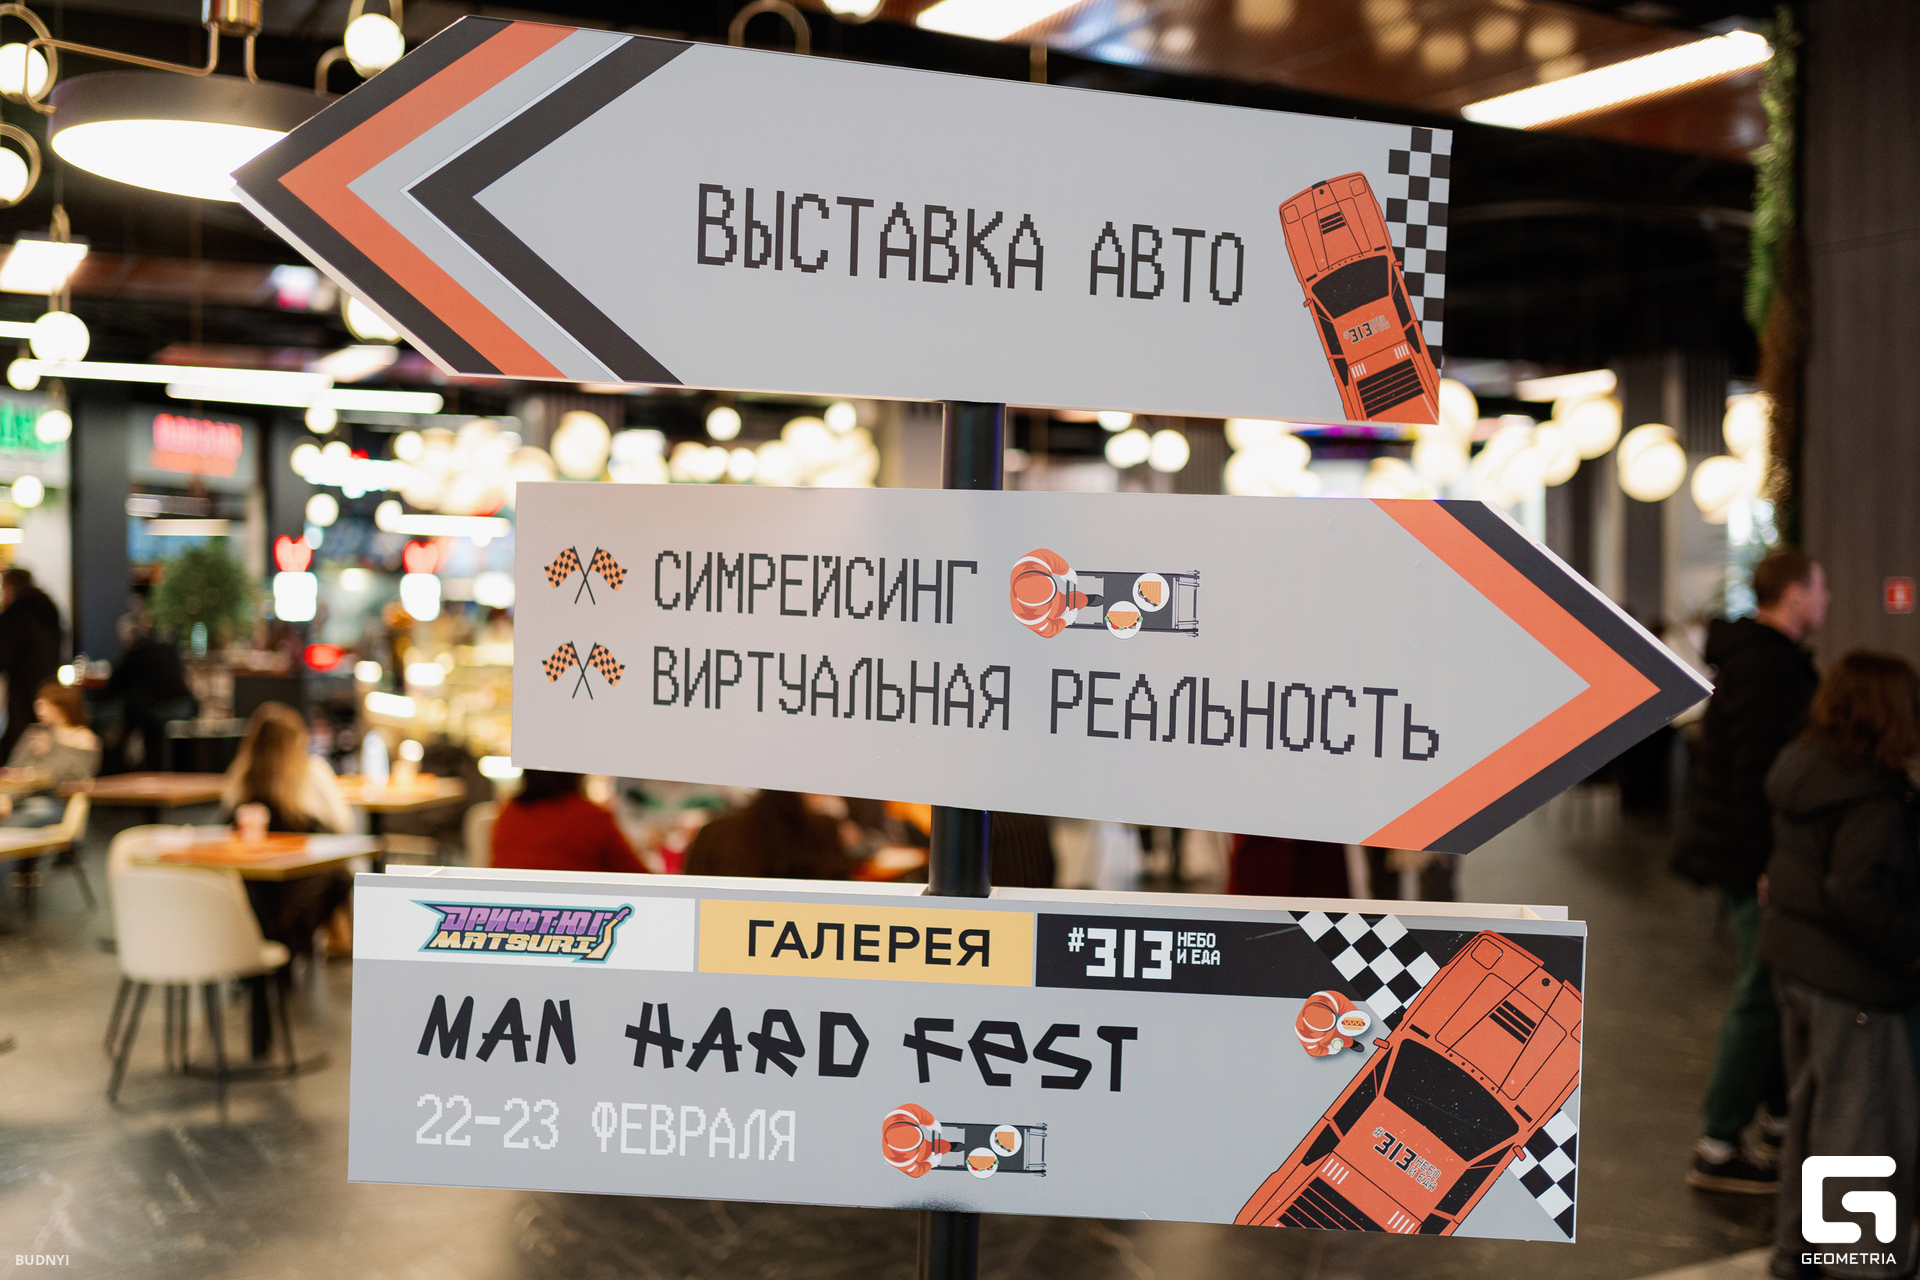 ВЫСТАВКА АВТО
#313
СИМРЕЙСИНГ
ВИРТУАЛЬНАЯ РЕАЛЬНОСТЬ
ДРИФТ-ЮГ
MATSURI
ГАЛЕРЕЯ
#313 НЕБО
И ЕДА
MAN HARD FEST
22-23 ФЕВРАЛЯ
#313 НЕБО
И ЕДА
BUDNYI
GEOMETRIA